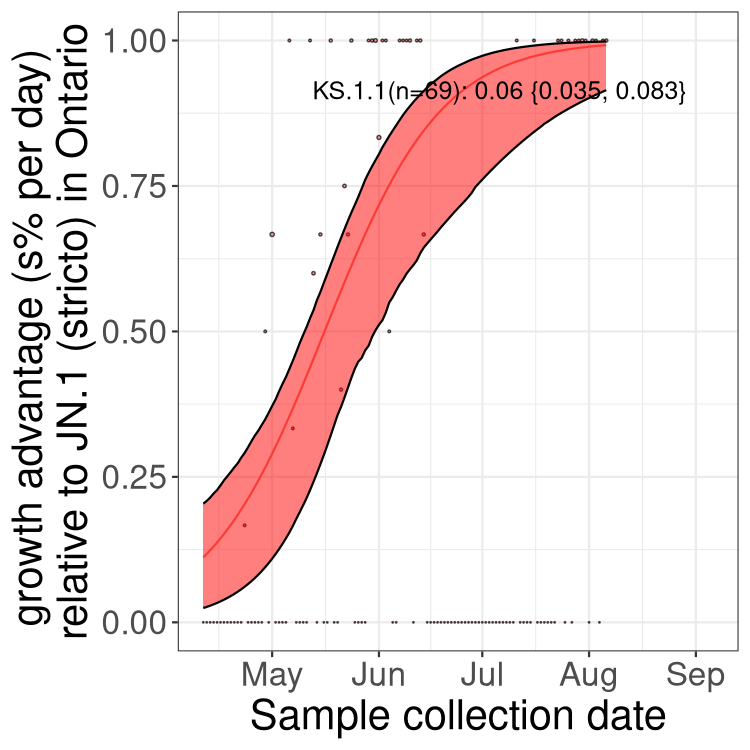 growth advantage (s% per day)
relative to JN.1 (stricto) in Ontario
1.00
0.75
0.50
0.25
0.00
KS.1.1(n=69): 0.06 {0.035, 0.083}
May Jun Jul Aug Sep
Sample collection date